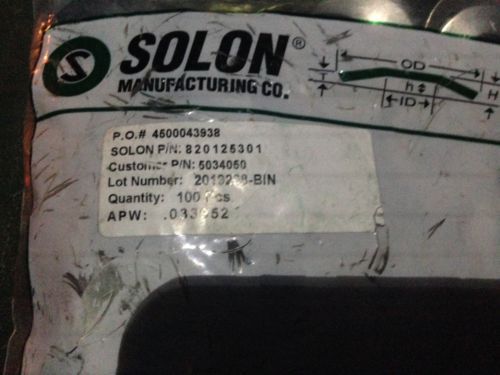 S SOLON®
MANUFACTURING CO.
OD
T
h
H
ID
P.O.# 4500043938
SOLON P/N: 820125301
Customer P/N: 5034050
Lot Number:
Quantity: 100 Pcs
APW: